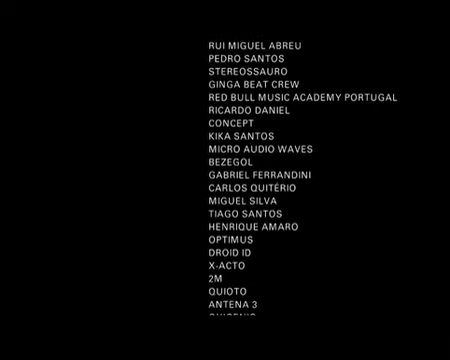 RUI MIGUEL ABREU
PEDRO SANTOS
STEREOSSAURO
GINGA BEAT CREW
RED BULL MUSIC ACADEMY PORTUGAL
RICARDO DANIEL
CONCEPT
KIKA SANTOS
MICRO AUDIO WAVES
BEZEGOL
GABRIEL FERRANDINI
CARLOS QUITÉRIO
MIGUEL SILVA
TIAGO SANTOS
HENRIQUE AMARO
OPTIMUS
DROID ID
X-ACTO
2M
QUIOTO
ANTENA 3